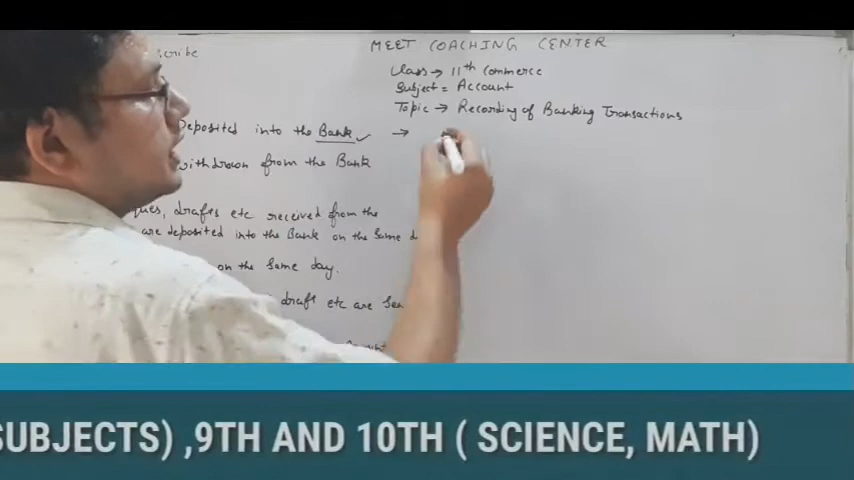 MEET COACHING CENTER
Class → 11th Commerce
Subject = Account
Topic → Recording of Banking Transactions
→
Deposited into the Bank ✓
withdrawn from the Bank
drafts etc received from the
are deposited into the Bank on the same
on the same day.
draft etc are
SUBJECTS) ,9TH AND 10TH ( SCIENCE, MATH)